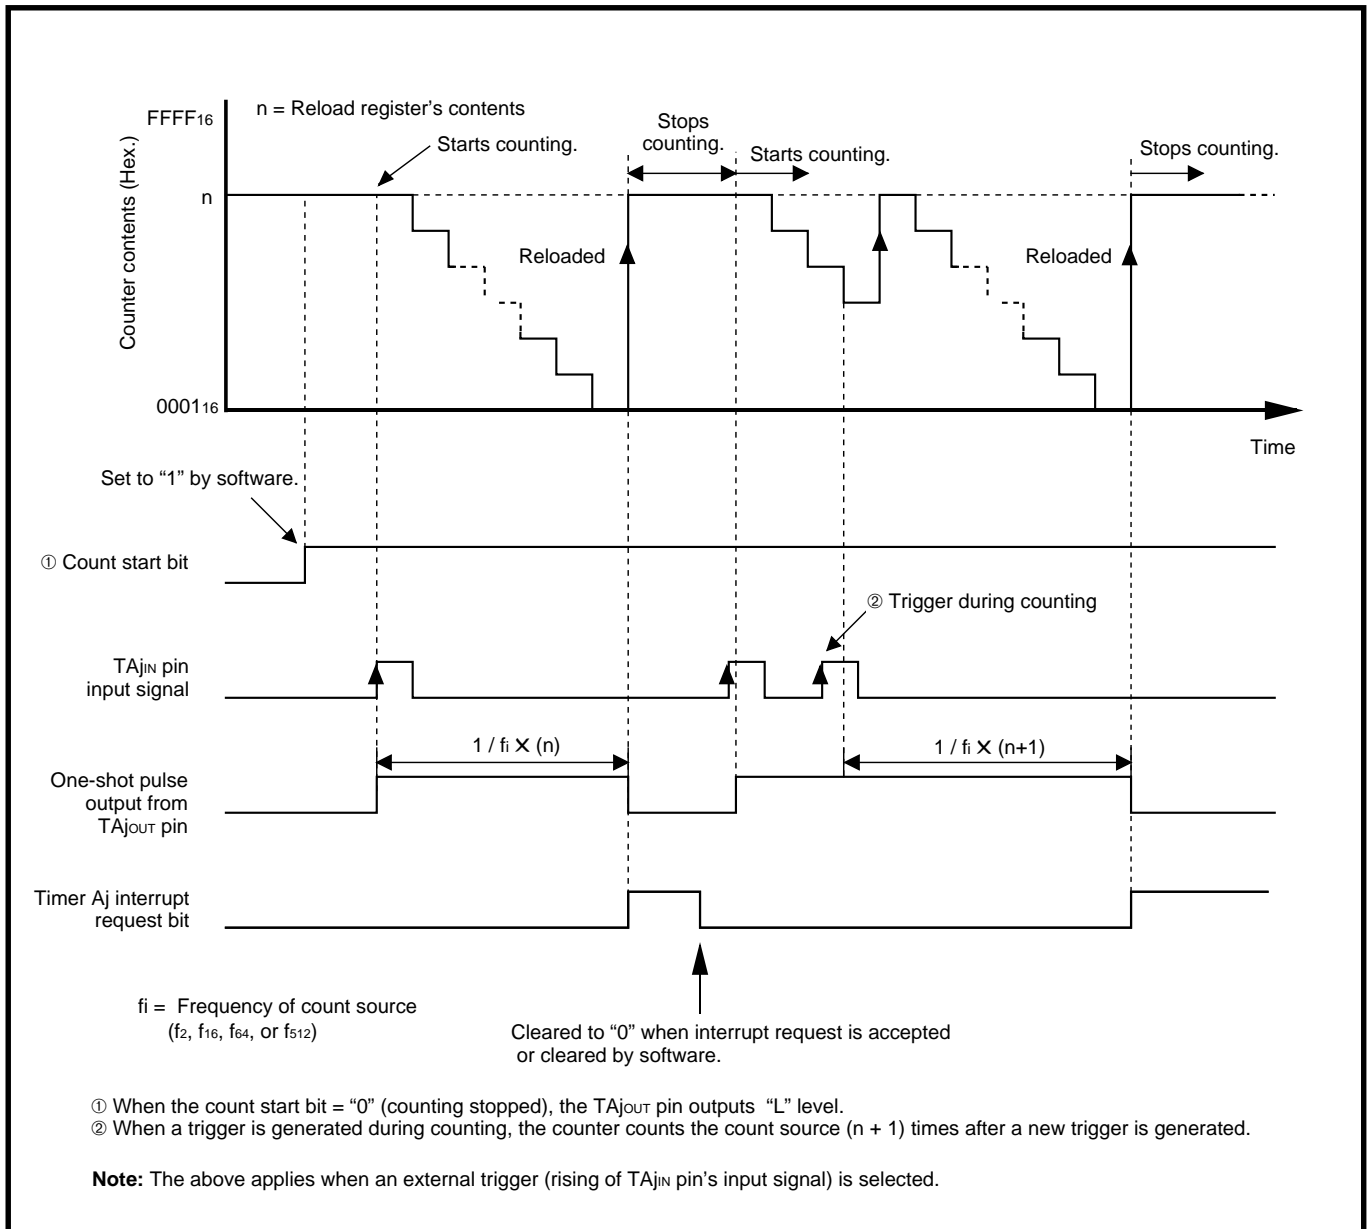 FFFF16
n = Reload register's contents
Starts counting.
Stops
counting.
Starts counting.
Stops counting.
Counter contents (Hex.)
n
Reloaded
Reloaded
000116
Time
Set to “1” by software.
① Count start bit
② Trigger during counting
TAjIN pin
input signal
1 / fi X (n)
1 / fi X (n+1)
One-shot pulse
output from
TAjOUT pin
Timer Aj interrupt
request bit
fi = Frequency of count source
(f2, f16, f64, or f512)
Cleared to “0” when interrupt request is accepted
or cleared by software.
① When the count start bit = “0” (counting stopped), the TAjOUT pin outputs “L” level.
② When a trigger is generated during counting, the counter counts the count source (n + 1) times after a new trigger is generated.
Note: The above applies when an external trigger (rising of TAjIN pin's input signal) is selected.